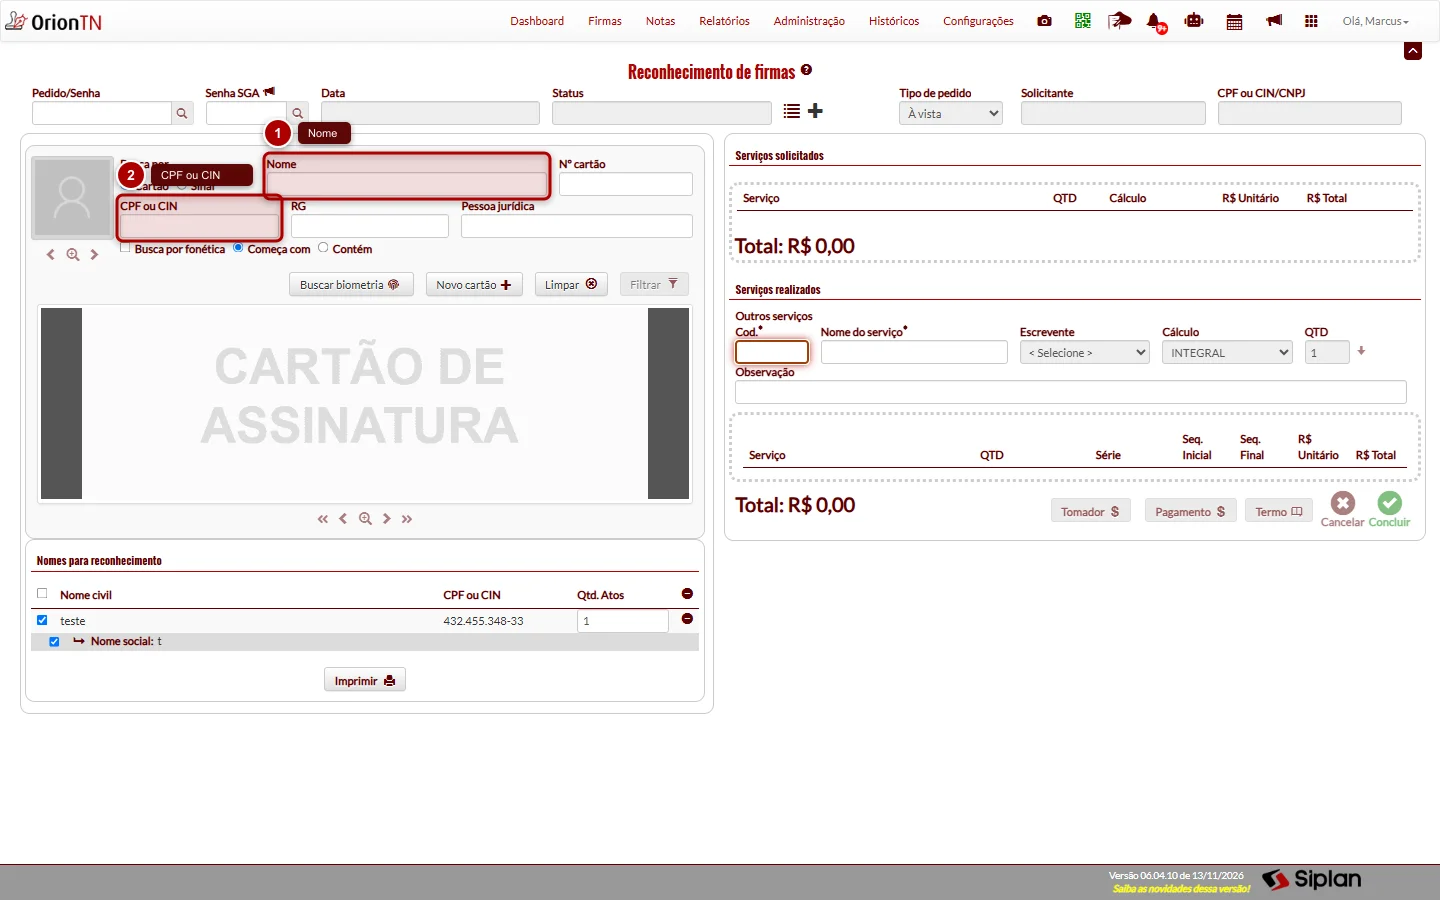 OrionTN
Dashboard Firmas Notas Relatórios Administração Históricos Configurações 9+ Olá, Marcus
Reconhecimento de firmas ?
Pedido/Senha Senha SGA Data Status Tipo de pedido Solicitante CPF ou CIN/CNPJ
À vista
1 Nome
2 CPF ou CIN
Nome Nº cartão
Cartão Sinal
CPF ou CIN RG Pessoa jurídica
Busca por fonética Começa com Contém
Buscar biometria Novo cartão Limpar Filtrar
CARTÃO DE
ASSINATURA
Nomes para reconhecimento
Nome civil CPF ou CIN Qtd. Atos
teste 432.455.348-33 1
Nome social: t
Imprimir
Serviços solicitados
Serviço QTD Cálculo R$ Unitário R$ Total
Total: R$ 0,00
Serviços realizados
Outros serviços
Cod.* Nome do serviço* Escrevente Cálculo QTD
< Selecione > INTEGRAL 1
Observação
Serviço QTD Série Seq. Inicial Seq. Final R$ Unitário R$ Total
Total: R$ 0,00
Tomador $ Pagamento $ Termo Cancelar Concluir
Versão 06.04.10 de 13/11/2026
Saiba as novidades dessa versão!
Siplan